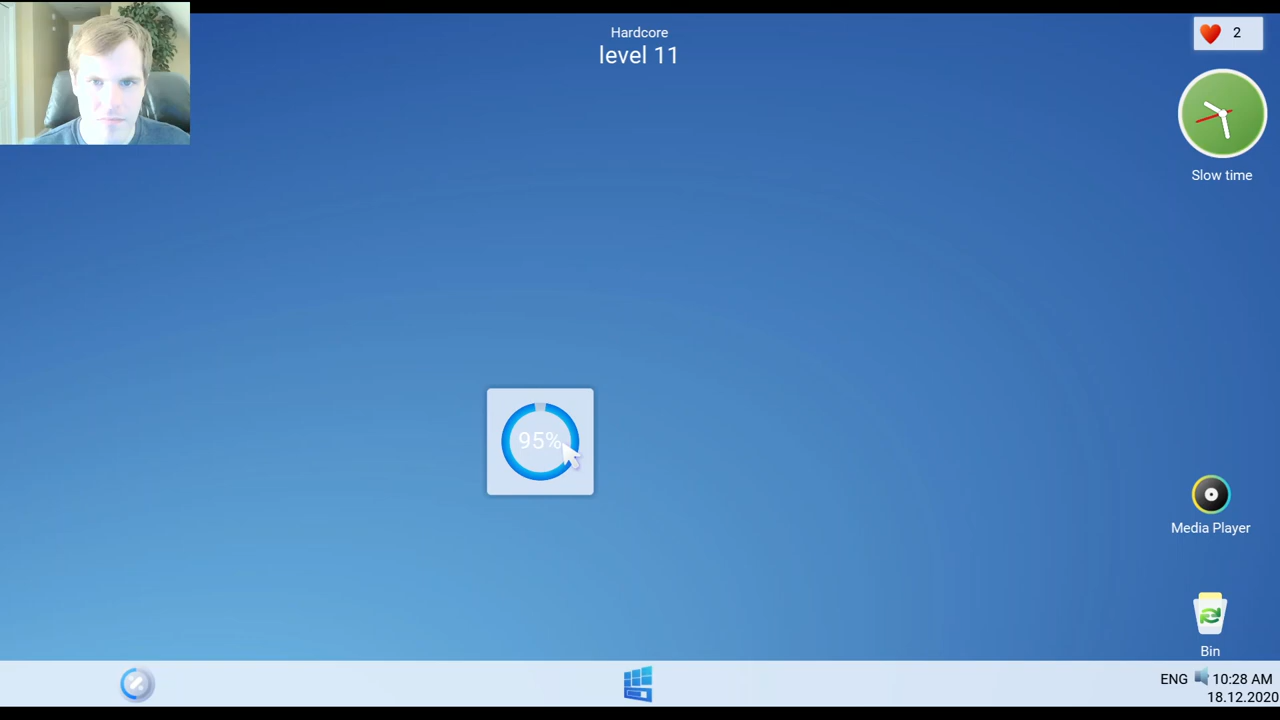 Hardcore
level 11
2
Slow time
95%
Media Player
Bin
ENG 10:28 AM
18.12.2020